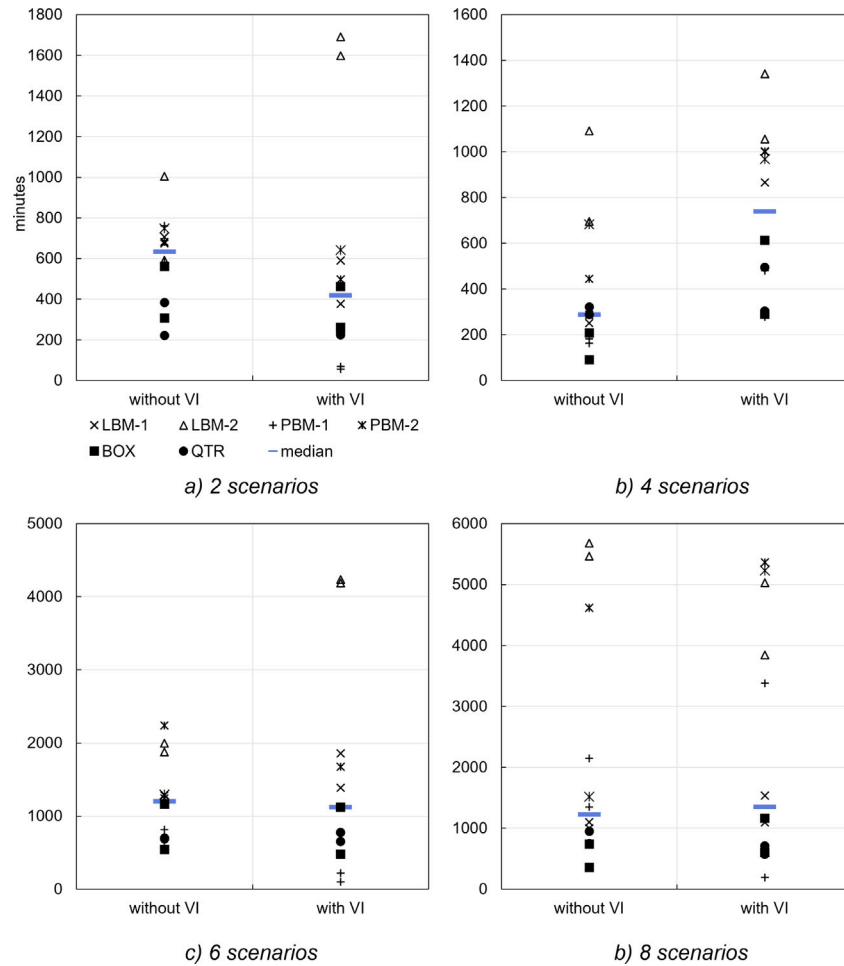 1800
1600
1400
1200
1000
800
600
400
200
0
minutes
without VI
with VI
1600
1400
1200
1000
800
600
400
200
0
without VI
with VI
LBM-1
LBM-2
PBM-1
PBM-2
BOX
QTR
median
a) 2 scenarios
b) 4 scenarios
5000
4000
3000
2000
1000
0
without VI
with VI
6000
5000
4000
3000
2000
1000
0
without VI
with VI
c) 6 scenarios
b) 8 scenarios